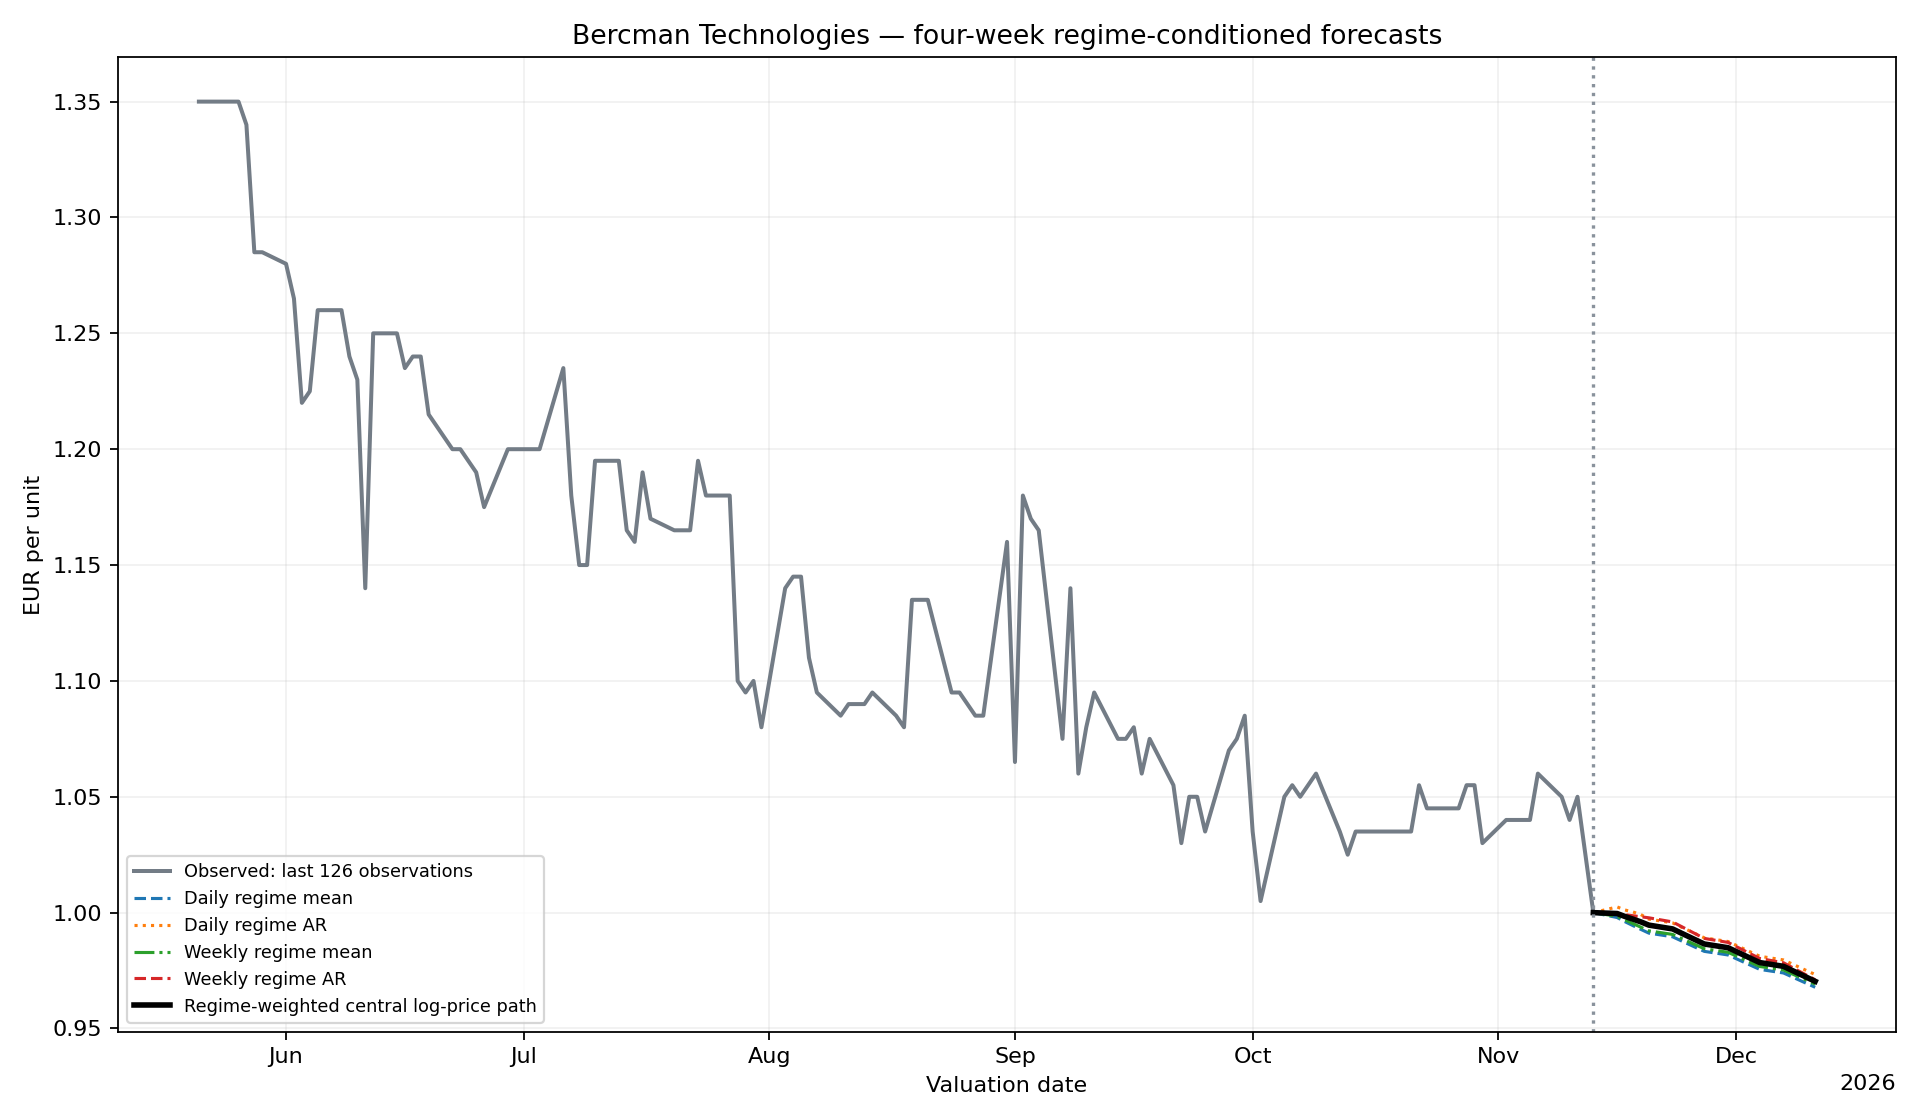 Bercman Technologies — four-week regime-conditioned forecasts
EUR per unit
1.35
1.30
1.25
1.20
1.15
1.10
1.05
1.00
0.95
Observed: last 126 observations
Daily regime mean
Daily regime AR
Weekly regime mean
Weekly regime AR
Regime-weighted central log-price path
Jun Jul Aug Sep Oct Nov Dec
Valuation date
2026